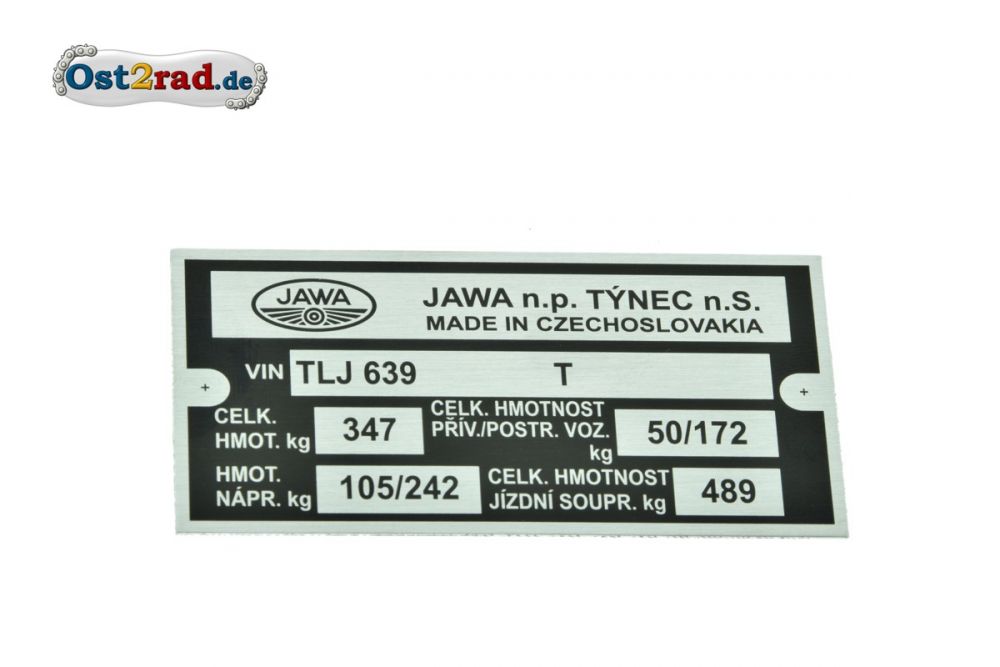 Ost2rad.de
JAWA
JAWA n.p. TÝNEC n.S.
MADE IN CZECHOSLOVAKIA
VIN TLJ 639 T
CELK. HMOT. kg 347
CELK. HMOTNOST PŘÍV./POSTR. VOZ. kg 50/172
HMOT. NÁPR. kg 105/242
CELK. HMOTNOST JÍZDNÍ SOUPR. kg 489